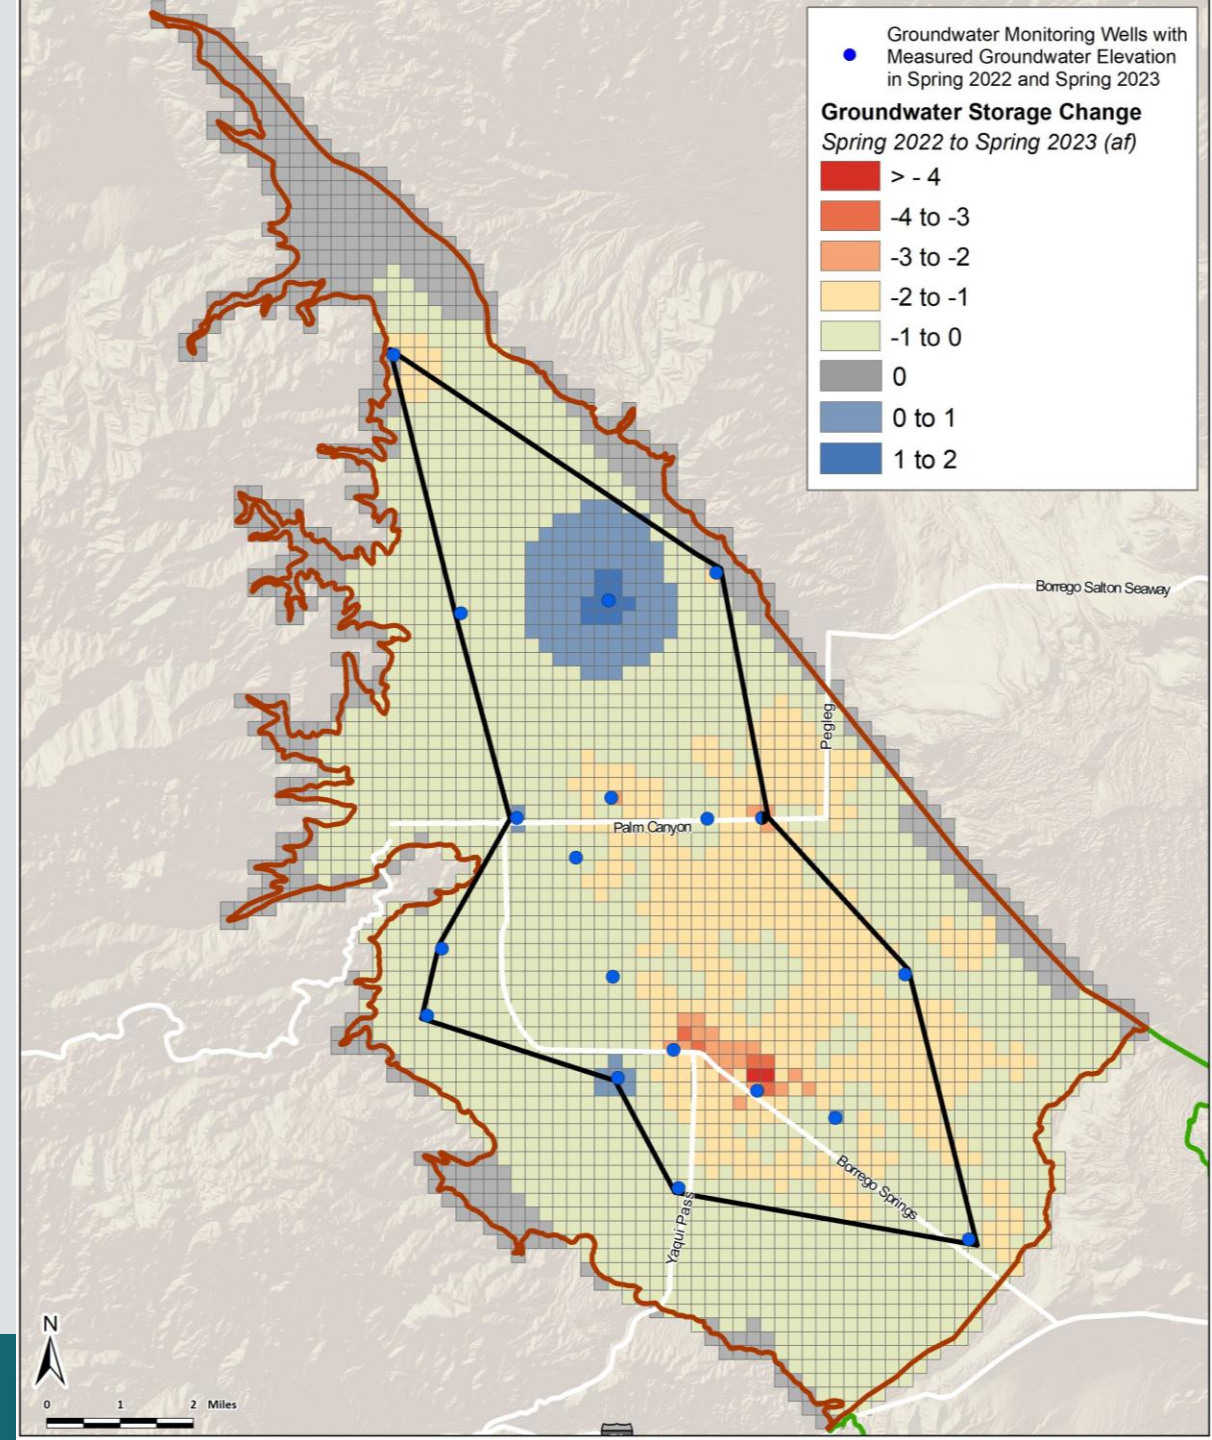 Groundwater Monitoring Wells with
Measured Groundwater Elevation
in Spring 2022 and Spring 2023
Groundwater Storage Change
Spring 2022 to Spring 2023 (af)
> - 4
-4 to -3
-3 to -2
-2 to -1
-1 to 0
0
0 to 1
1 to 2
Borrego Salton Seaway
Pegleg
Palm Canyon
Borrego Springs
Yaqui Pass
N
0 1 2 Miles